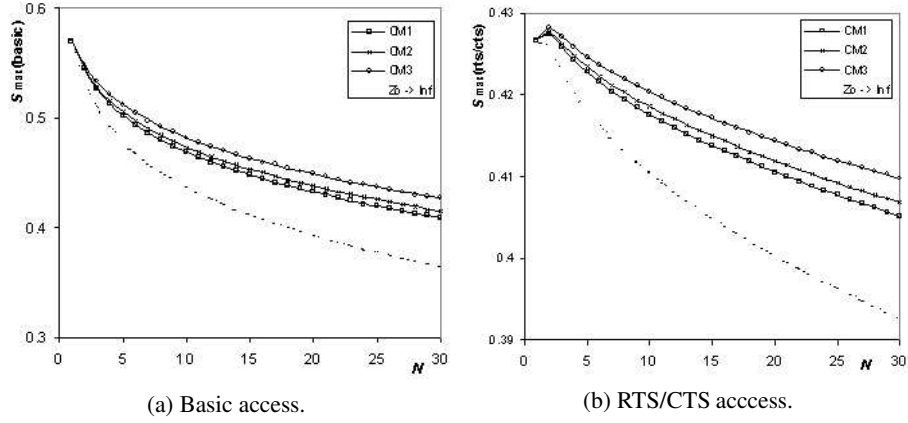 0.6
0.5
0.4
0.3
S max(basic)
CM1
CM2
CM3
Zo -> Inf
0 5 10 15 20 25 30
N
(a) Basic access.
0.43
0.42
0.41
0.4
0.39
S max(rts/cts)
CM1
CM2
CM3
Zo -> Inf
0 5 10 15 20 25 30
N
(b) RTS/CTS acccess.